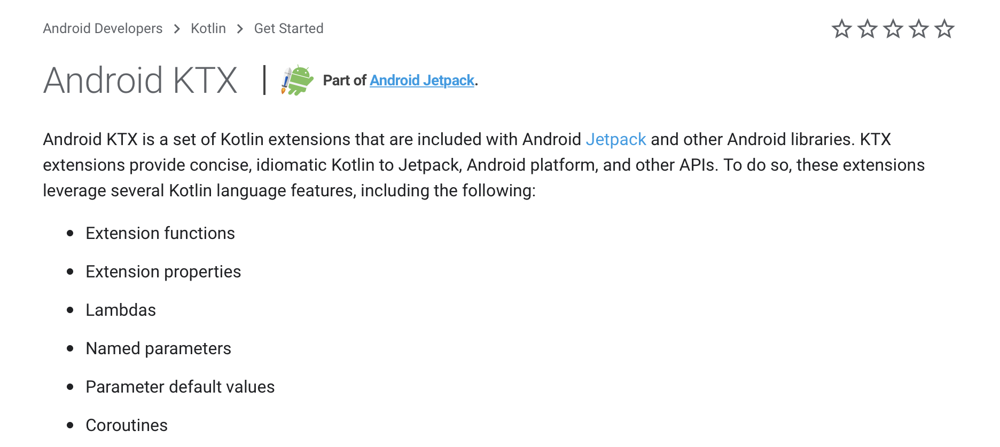 Android Developers > Kotlin > Get Started
Android KTX
Part of Android Jetpack.
Android KTX is a set of Kotlin extensions that are included with Android Jetpack and other Android libraries. KTX
extensions provide concise, idiomatic Kotlin to Jetpack, Android platform, and other APIs. To do so, these extensions
leverage several Kotlin language features, including the following:
• Extension functions
• Extension properties
• Lambdas
• Named parameters
• Parameter default values
• Coroutines